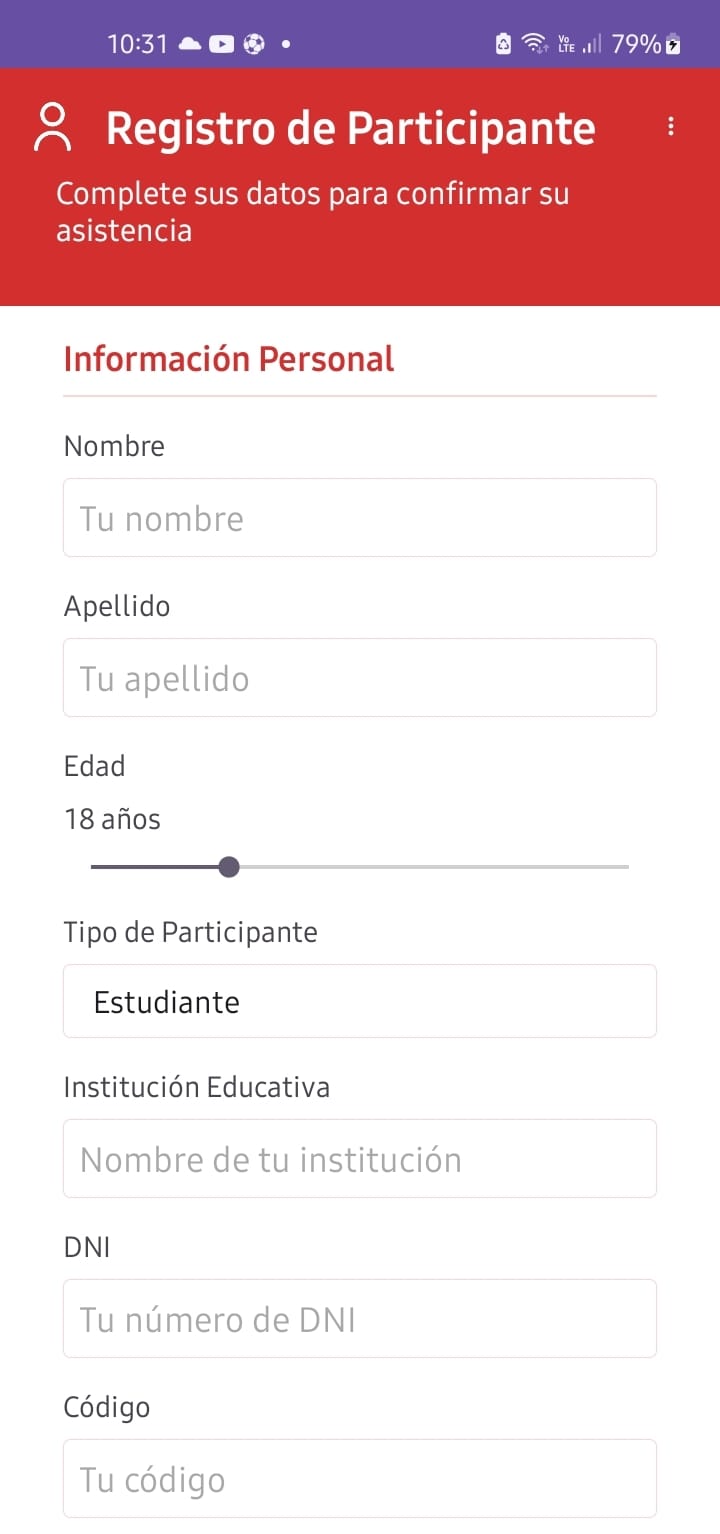 10:31
Vo LTE
79%
Registro de Participante
Complete sus datos para confirmar su
asistencia
Información Personal
Nombre
Tu nombre
Apellido
Tu apellido
Edad
18 años
Tipo de Participante
Estudiante
Institución Educativa
Nombre de tu institución
DNI
Tu número de DNI
Código
Tu código